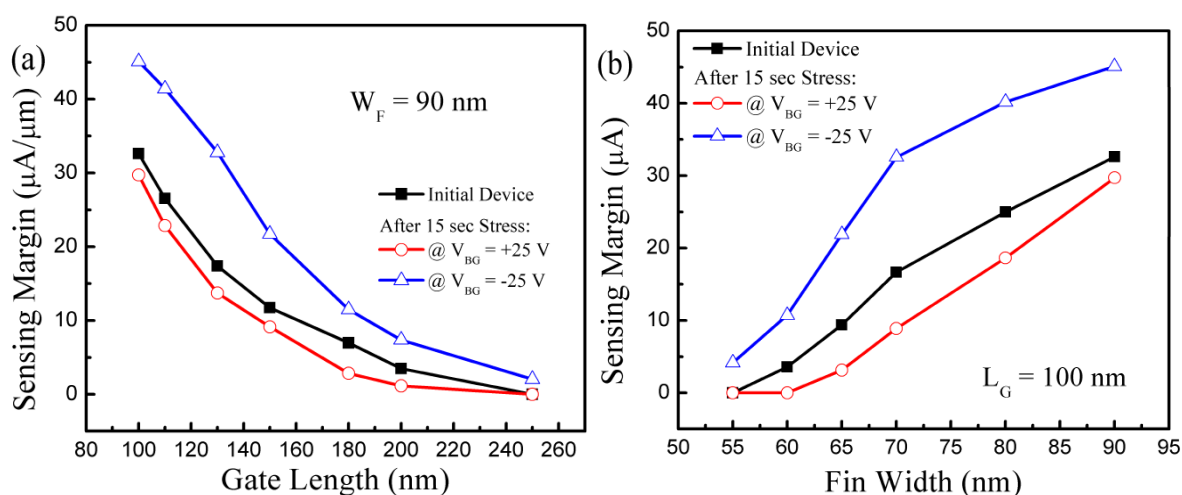 (a)
Sensing Margin (μA/μm)
50
40
30
20
10
0
W_F = 90 nm
Initial Device
After 15 sec Stress:
@ V_BG = +25 V
@ V_BG = -25 V
80 100 120 140 160 180 200 220 240 260
Gate Length (nm)
(b)
Sensing Margin (μA)
50
40
30
20
10
0
Initial Device
After 15 sec Stress:
@ V_BG = +25 V
@ V_BG = -25 V
L_G = 100 nm
50 55 60 65 70 75 80 85 90 95
Fin Width (nm)